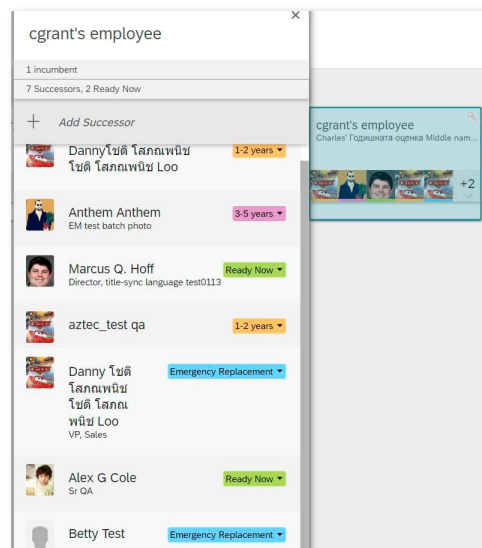 ×
cgrant's employee
1 incumbent
7 Successors, 2 Ready Now
+ Add Successor
Dannyโชติ โสภณพนิช
โชติ โสภณพนิช Loo
1-2 years
Anthem Anthem
EM test batch photo
3-5 years
Marcus Q. Hoff
Director, title-sync language test0113
Ready Now
aztec_test qa
1-2 years
Danny โชติ
โสภณพนิช
โชติ โสภณ
พนิช Loo
VP, Sales
Emergency Replacement
Alex G Cole
Sr QA
Ready Now
Betty Test
Emergency Replacement
cgrant's employee
Charles' Годишната оценка Middle nam...
+2